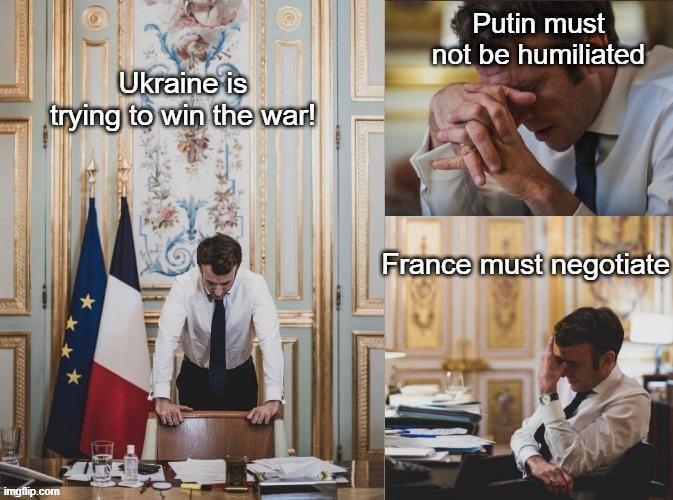 Ukraine is
trying to win the war!
Putin must
not be humiliated
France must negotiate
imgflip.com